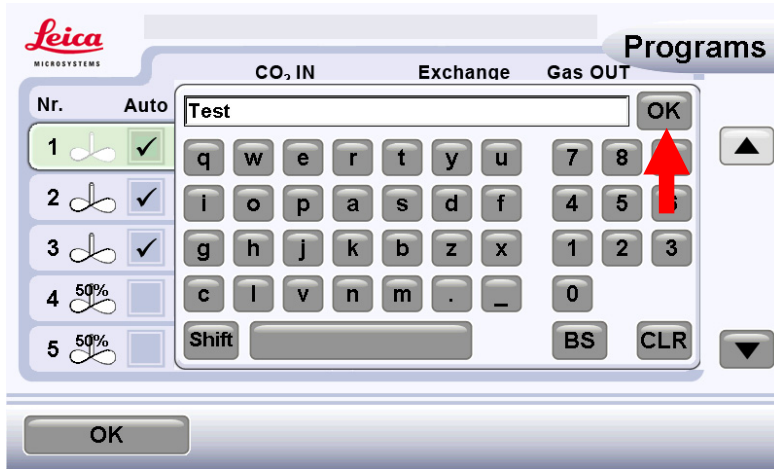 Leica
MICROSYSTEMS
Programs
CO₂ IN Exchange Gas OUT
Nr. Auto
Test OK
1 ✓
q w e r t y u 7 8
2 ✓
i o p a s d f 4 5 6
3 ✓
g h j k b z x 1 2 3
4 50%
c l v n m . _ 0
5 50%
Shift BS CLR
OK